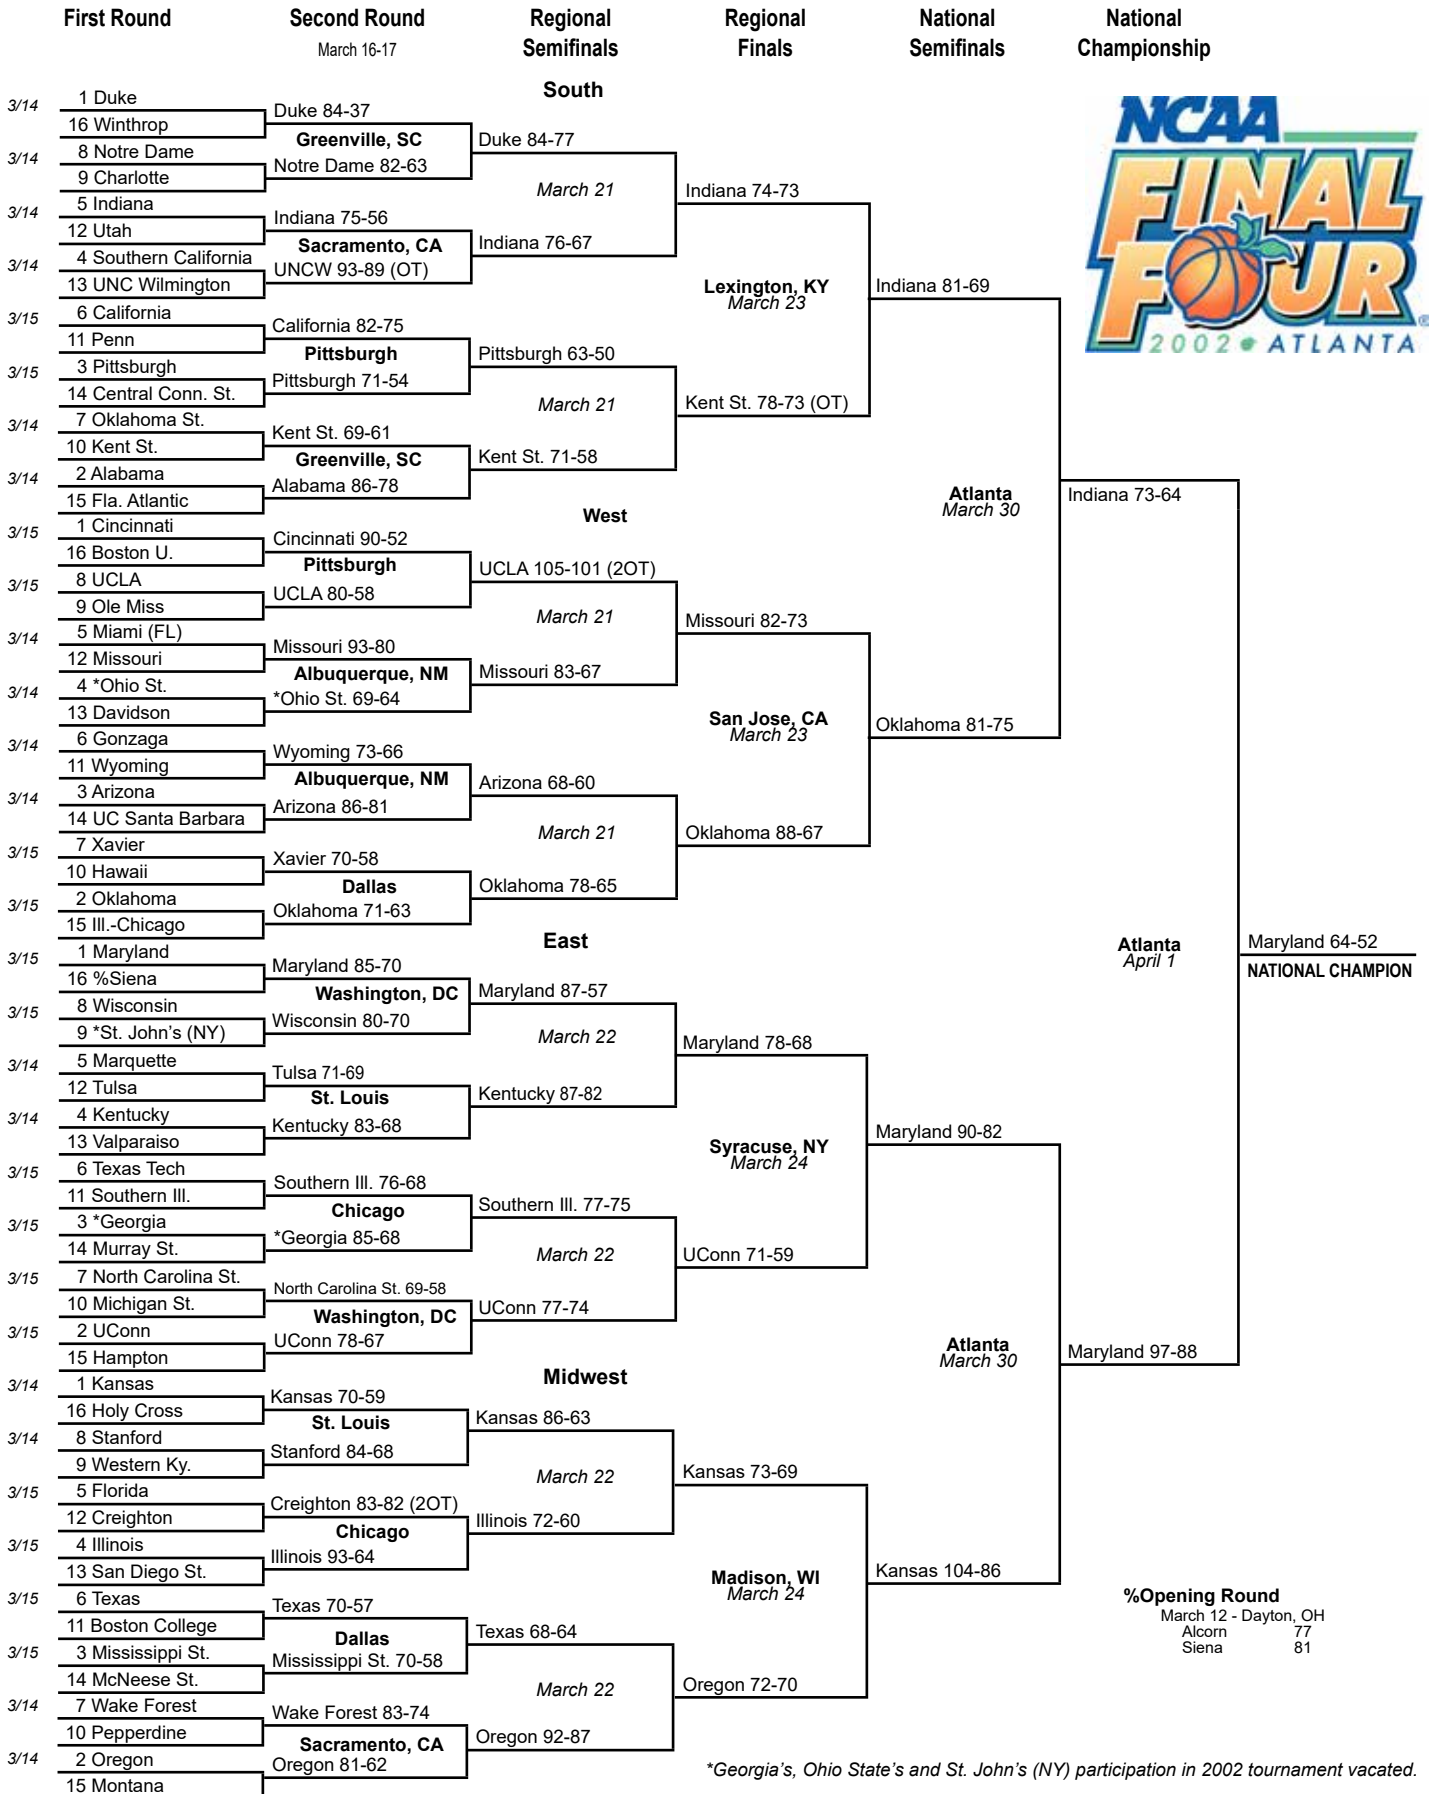 First Round
Second Round
March 16-17
Regional
Semifinals
Regional
Finals
National
Semifinals
National
Championship
NCAA
FINAL
FOUR
®
2002 ATLANTA
South
3/14
1 Duke
16 Winthrop
Duke 84-37
Greenville, SC
3/14
8 Notre Dame
9 Charlotte
Notre Dame 82-63
Duke 84-77
March 21
3/14
5 Indiana
12 Utah
Indiana 75-56
Sacramento, CA
3/14
4 Southern California
13 UNC Wilmington
UNCW 93-89 (OT)
Indiana 76-67
Indiana 74-73
Lexington, KY
March 23
3/15
6 California
11 Penn
California 82-75
Pittsburgh
3/15
3 Pittsburgh
14 Central Conn. St.
Pittsburgh 71-54
Pittsburgh 63-50
March 21
3/14
7 Oklahoma St.
10 Kent St.
Kent St. 69-61
Greenville, SC
3/14
2 Alabama
15 Fla. Atlantic
Alabama 86-78
Kent St. 71-58
Kent St. 78-73 (OT)
Indiana 81-69
Atlanta
March 30
Indiana 73-64
West
3/15
1 Cincinnati
16 Boston U.
Cincinnati 90-52
Pittsburgh
3/15
8 UCLA
9 Ole Miss
UCLA 80-58
UCLA 105-101 (2OT)
March 21
3/14
5 Miami (FL)
12 Missouri
Missouri 93-80
Albuquerque, NM
3/14
4 *Ohio St.
13 Davidson
*Ohio St. 69-64
Missouri 83-67
Missouri 82-73
San Jose, CA
March 23
3/14
6 Gonzaga
11 Wyoming
Wyoming 73-66
Albuquerque, NM
3/14
3 Arizona
14 UC Santa Barbara
Arizona 86-81
Arizona 68-60
March 21
3/15
7 Xavier
10 Hawaii
Xavier 70-58
Dallas
3/15
2 Oklahoma
15 Ill.-Chicago
Oklahoma 71-63
Oklahoma 78-65
Oklahoma 88-67
Oklahoma 81-75
East
3/15
1 Maryland
16 %Siena
Maryland 85-70
Washington, DC
3/15
8 Wisconsin
9 *St. John's (NY)
Wisconsin 80-70
Maryland 87-57
March 22
3/14
5 Marquette
12 Tulsa
Tulsa 71-69
St. Louis
3/14
4 Kentucky
13 Valparaiso
Kentucky 83-68
Kentucky 87-82
Maryland 78-68
Syracuse, NY
March 24
3/15
6 Texas Tech
11 Southern Ill.
Southern Ill. 76-68
Chicago
3/15
3 *Georgia
14 Murray St.
*Georgia 85-68
Southern Ill. 77-75
March 22
3/15
7 North Carolina St.
10 Michigan St.
North Carolina St. 69-58
Washington, DC
3/15
2 UConn
15 Hampton
UConn 78-67
UConn 77-74
UConn 71-59
Maryland 90-82
Atlanta
March 30
Maryland 97-88
Atlanta
April 1
Maryland 64-52
NATIONAL CHAMPION
Midwest
3/14
1 Kansas
16 Holy Cross
Kansas 70-59
St. Louis
3/14
8 Stanford
9 Western Ky.
Stanford 84-68
Kansas 86-63
March 22
3/15
5 Florida
12 Creighton
Creighton 83-82 (2OT)
Chicago
3/15
4 Illinois
13 San Diego St.
Illinois 93-64
Illinois 72-60
Kansas 73-69
Madison, WI
March 24
3/15
6 Texas
11 Boston College
Texas 70-57
Dallas
3/15
3 Mississippi St.
14 McNeese St.
Mississippi St. 70-58
Texas 68-64
March 22
3/14
7 Wake Forest
10 Pepperdine
Wake Forest 83-74
Sacramento, CA
3/14
2 Oregon
15 Montana
Oregon 81-62
Oregon 92-87
Oregon 72-70
Kansas 104-86
%Opening Round
March 12 - Dayton, OH
Alcorn 77
Siena 81
*Georgia's, Ohio State's and St. John's (NY) participation in 2002 tournament vacated.